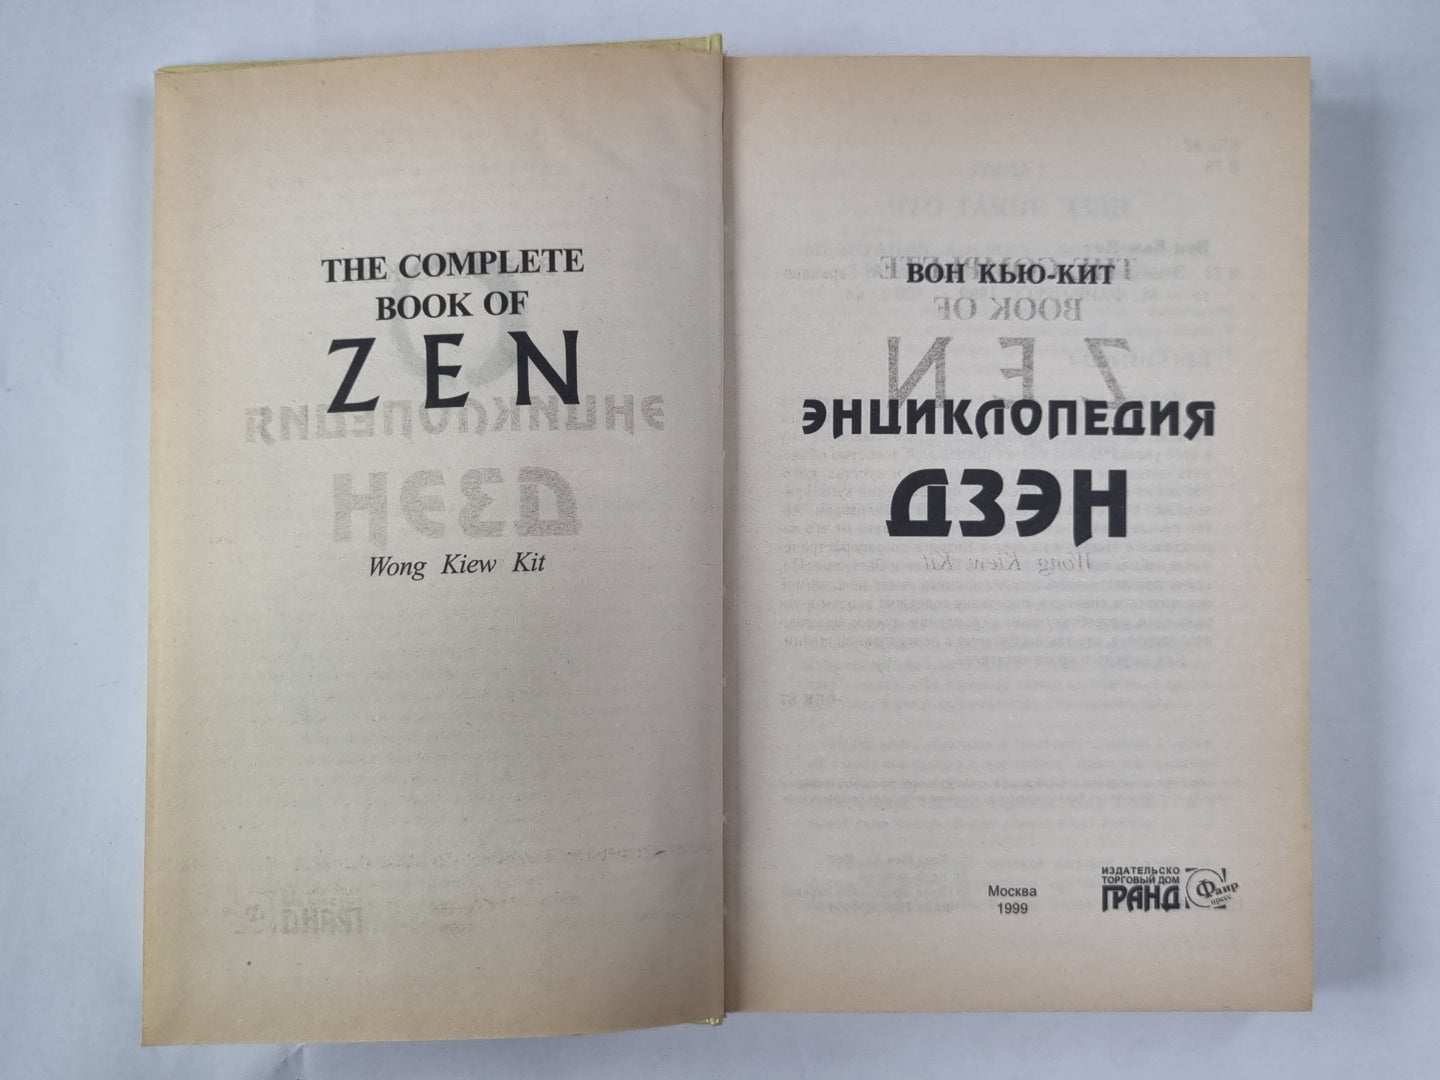 THE COMPLETE
BOOK OF
ZEN
Wong Kiew Kit
ВОН КЬЮ-КИТ
ЭНЦИКЛОПЕДИЯ
ДЗЭН
Москва
1999
ИЗДАТЕЛЬСКО
ТОРГОВЫЙ ДОМ
ГРАНД
Фаир
пресс